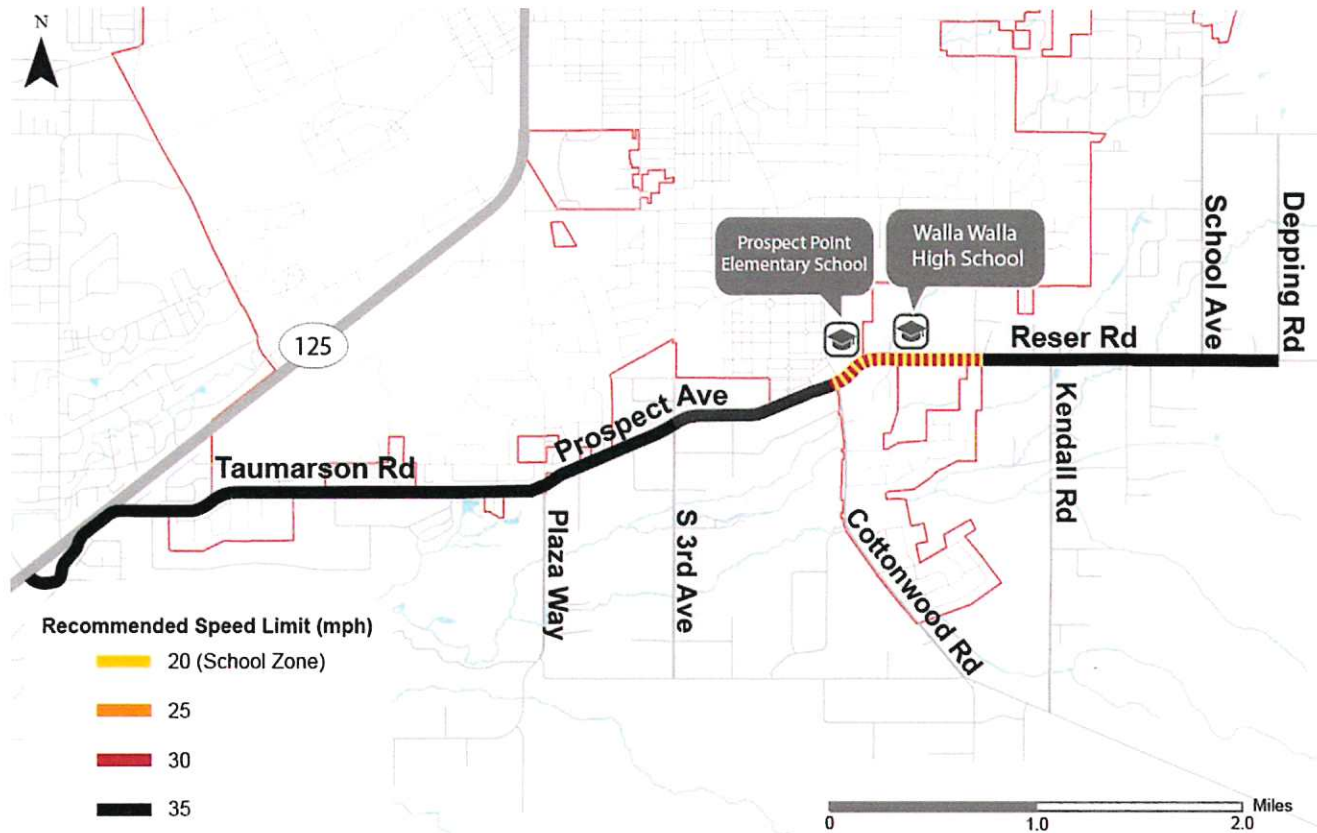 N
Prospect Point
Elementary School
Walla Walla
High School
School Ave
Depping Rd
125
Reser Rd
Prospect Ave
Taumarson Rd
Kendall Rd
Plaza Way
S 3rd Ave
Cottonwood Rd
Recommended Speed Limit (mph)
20 (School Zone)
25
30
35
Miles
0
1.0
2.0